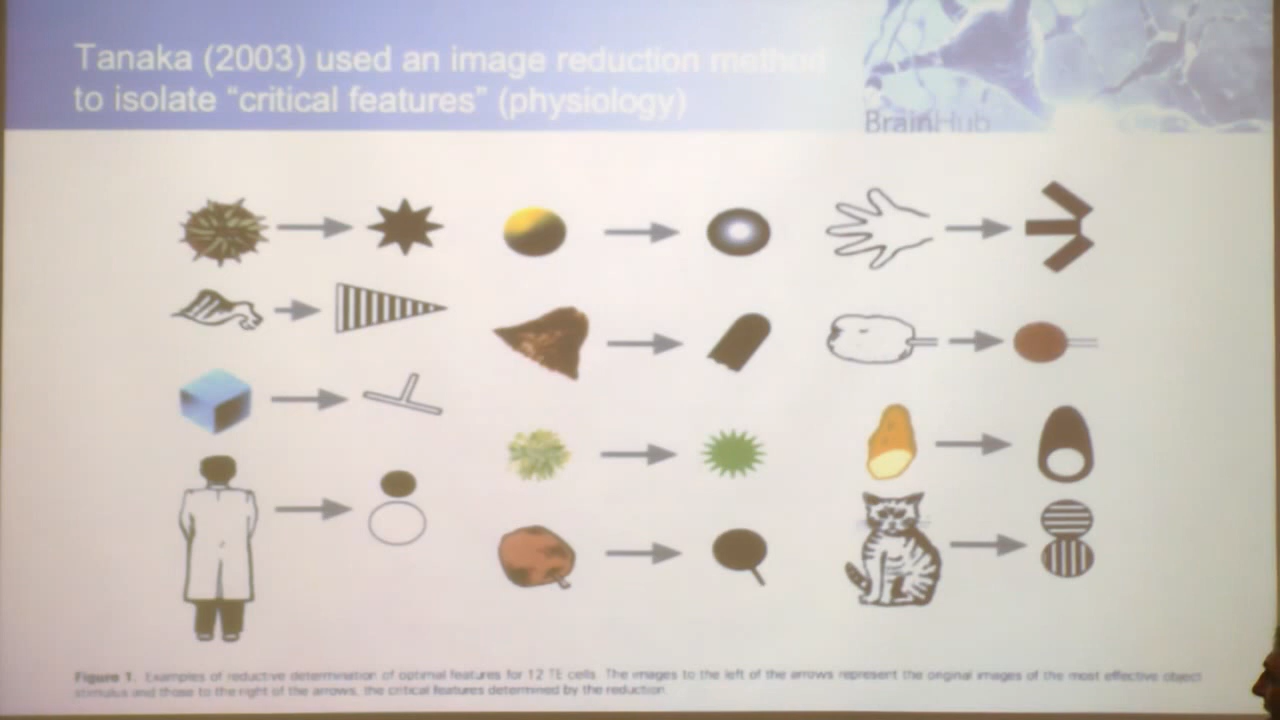 Tanaka (2003) used an image reduction method
to isolate “critical features” (physiology)
BrainHub
Figure 1. Examples of reductive determination of optimal features for 12 TE cells. The images to the left of the arrows represent the original images of the most effective object
stimulus and those to the right of the arrows, the critical features determined by the reduction.